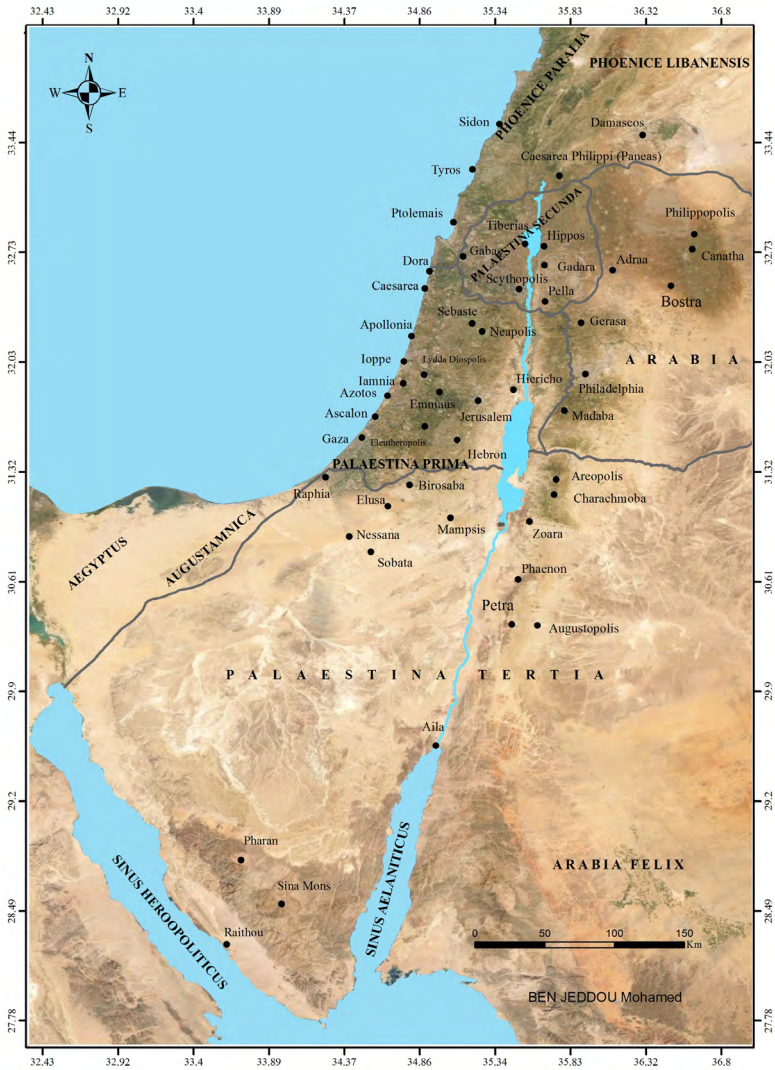 32.43 32.92 33.4 33.89 34.37 34.86 35.34 35.83 36.32 36.8
N
W E
S
PHOENICE PARALIA
PHOENICE LIBANENSIS
Sidon
Damascos
33.44 33.44
Caesarea Philippi (Paneas)
Tyros
PALAESTINA SECUNDA
Ptolemais
Tiberias
Philippopolis
Hippos
32.73 32.73
Gabae
Canatha
Dora
Gadara
Adraa
Caesarea
Scythopolis
Pella
Bostra
Sebaste
Apollonia
Neapolis
Gerasa
Ioppe
Lydda Diospolis
32.03 32.03
ARABIA
Iamnia
Hiericho
Philadelphia
Azotos
Emmaus
Ascalon
Jerusalem
Madaba
Gaza
Eleutheropolis
Hebron
PALAESTINA PRIMA
31.32 31.32
Raphia
Birosaba
Areopolis
Elusa
Charachmoba
Mampsis
Zoara
AEGYPTUS
AUGUSTAMNICA
Nessana
Sobata
Phaenon
30.61 30.61
Petra
Augustopolis
PALAESTINA TERTIA
29.9 29.9
Aila
29.2 29.2
Pharan
SINUS HEROOPOLITICUS
SINUS AELANITICUS
ARABIA FELIX
Sina Mons
28.49 28.49
Raithou
0 50 100 150
Km
BEN JEDDOU Mohamed
27.78 27.78
32.43 32.92 33.4 33.89 34.37 34.86 35.34 35.83 36.32 36.8